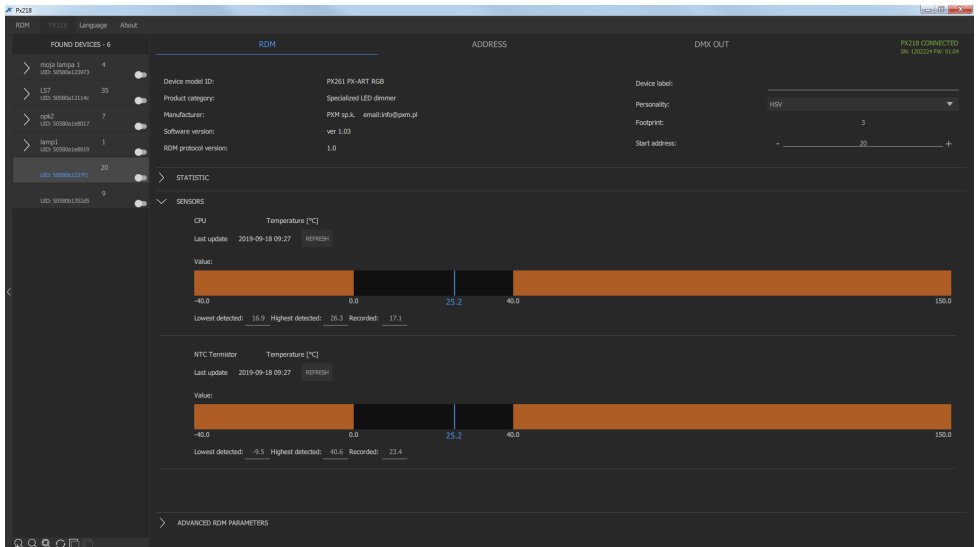 Px218
RDM Px218 Language About
FOUND DEVICES - 6
RDM ADDRESS DMX OUT
PX218 CONNECTED
SN: 1202224 FW: 01.04
moja lampa 1 4
UID: 50580a123973
LS7 35
UID: 50580a13114c
opk2 7
UID: 50580a1e8017
lamp1 1
UID: 50580a1e8019
20
UID: 50580b1227f1
9
UID: 50580b1352d5
Device model ID: PX261 PX-ART RGB
Product category: Specialized LED dimmer
Manufacturer: PXM sp.k. email:info@pxm.pl
Software version: ver 1.03
RDM protocol version: 1.0
Device label:
Personality: HSV
Footprint: 3
Start address: - 20 +
STATISTIC
SENSORS
CPU Temperature [°C]
Last update 2019-09-18 09:27 REFRESH
Value:
-40.0 0.0 25.2 40.0 150.0
Lowest detected: 16.9 Highest detected: 26.3 Recorded: 17.1
NTC Termistor Temperature [°C]
Last update 2019-09-18 09:27 REFRESH
Value:
-40.0 0.0 25.2 40.0 150.0
Lowest detected: -9.5 Highest detected: 40.6 Recorded: 23.4
ADVANCED RDM PARAMETERS